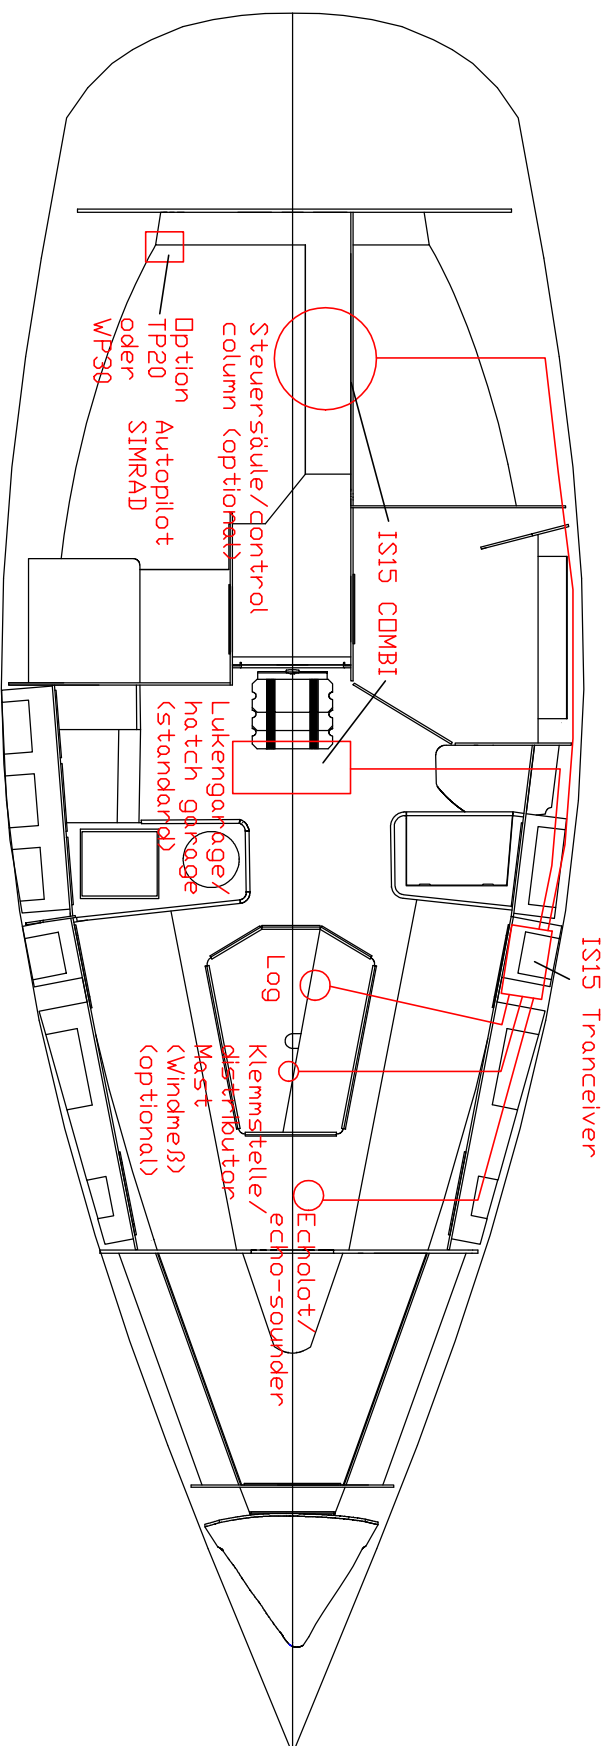 IS15 Tranceiver
IS15 COMBI
Steuersäule/control
column (optional)
Option
TP20
oder
WP30
Autopilot
SIMRAD
Lukengarage/
hatch garage
(standard)
Log
Klemmstelle/
distributor
Mast
(Windmeß)
(optional)
Echolot/
echo-sounder